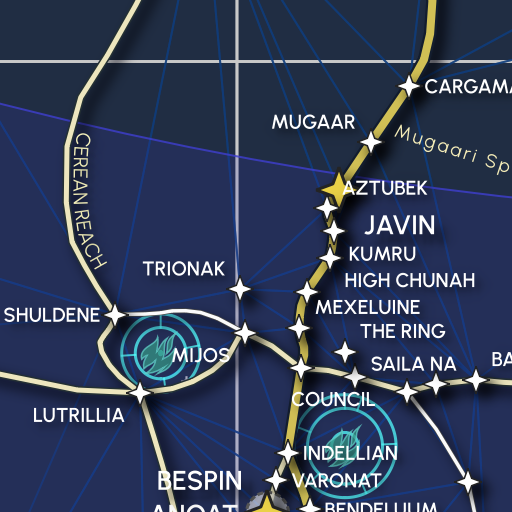 CARGAMA
MUGAAR
Mugaari Sp
CEREAN REACH
AZTUBEK
JAVIN
KUMRU
TRIONAK
HIGH CHUNAH
MEXELUINE
SHULDENE
THE RING
MIJOS
SAILA NA
BA
COUNCIL
LUTRILLIA
INDELLIAN
BESPIN
VARONAT
ANOAT
BENDELUUM